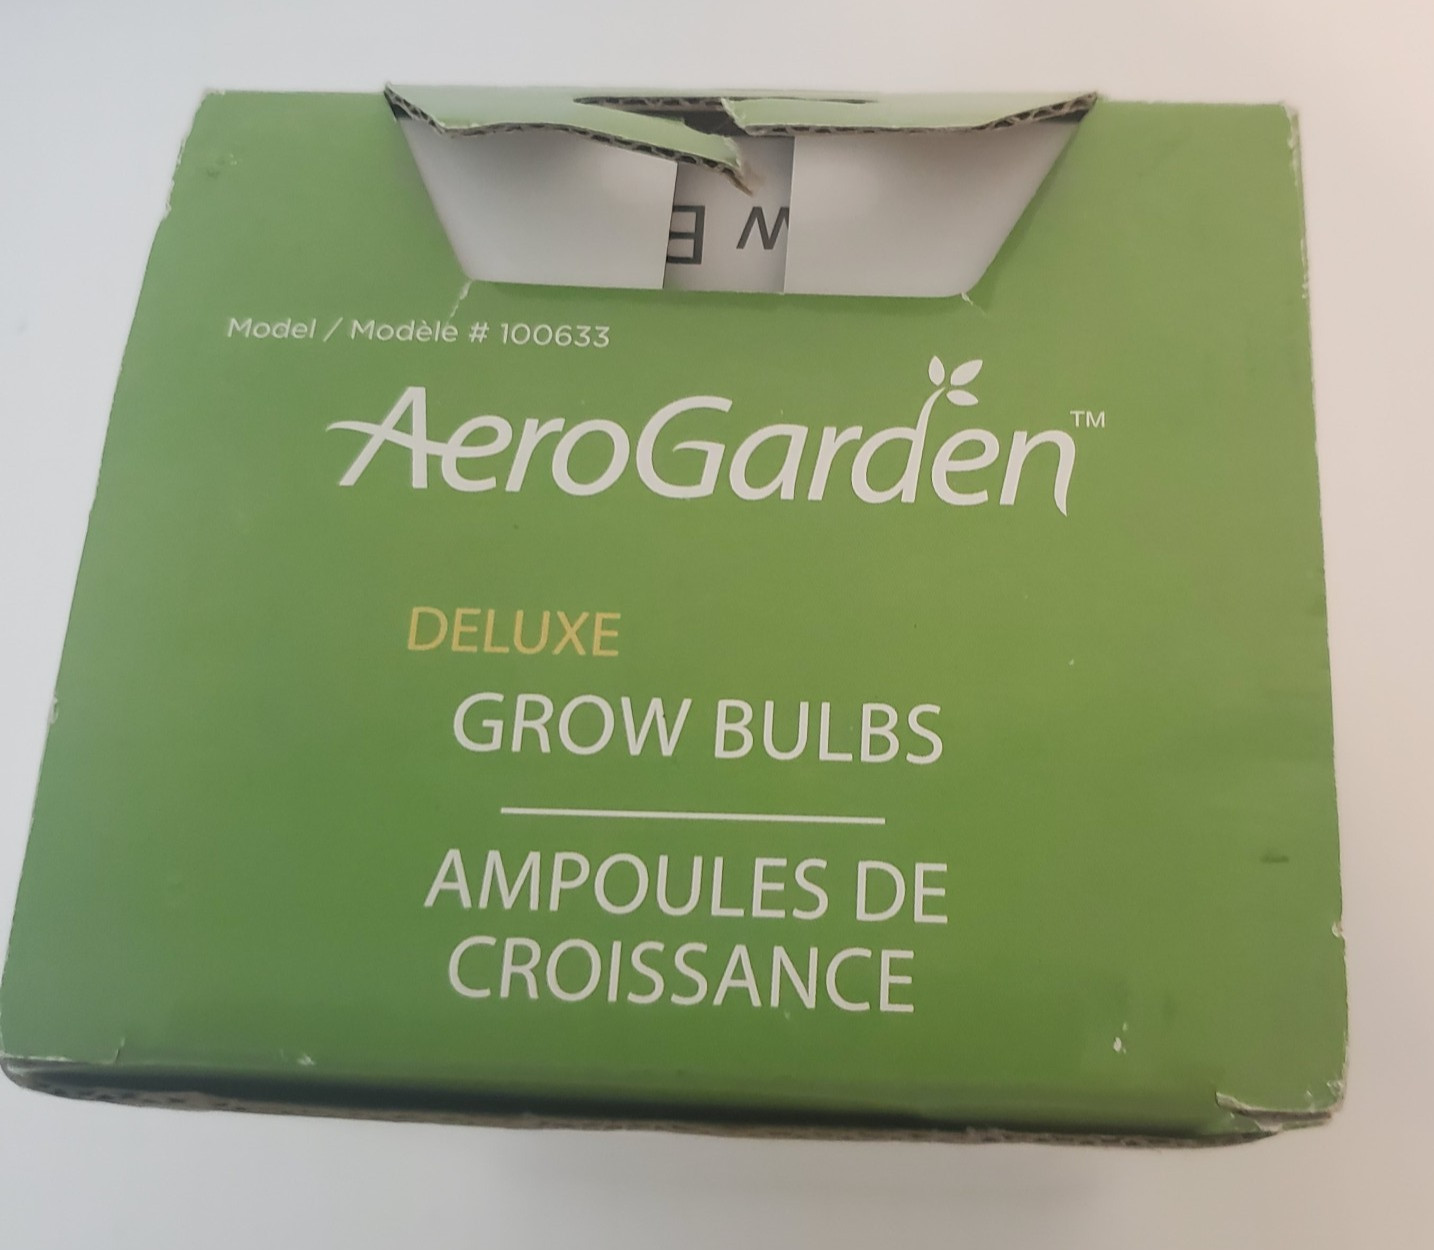 Model / Modèle # 100633
AeroGarden™
DELUXE
GROW BULBS
AMPOULES DE
CROISSANCE